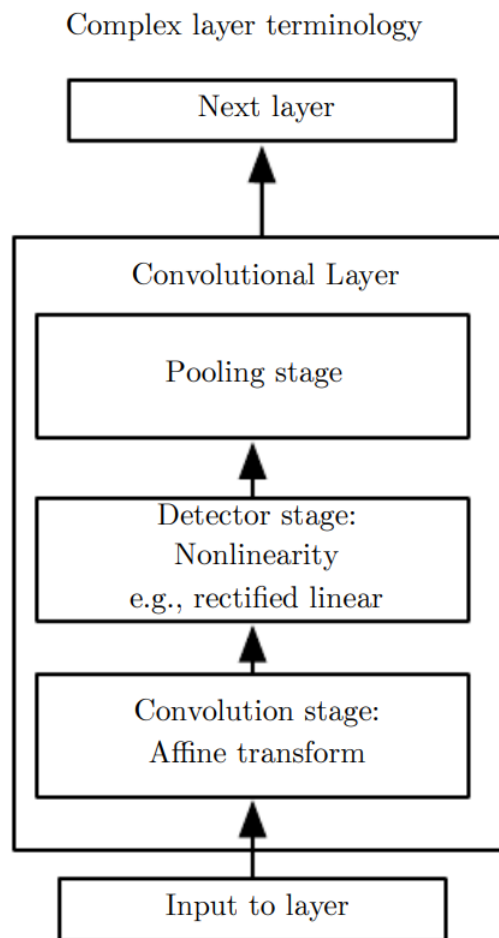 Complex layer terminology
Next layer
Convolutional Layer
Pooling stage
Detector stage:
Nonlinearity
e.g., rectified linear
Convolution stage:
Affine transform
Input to layer